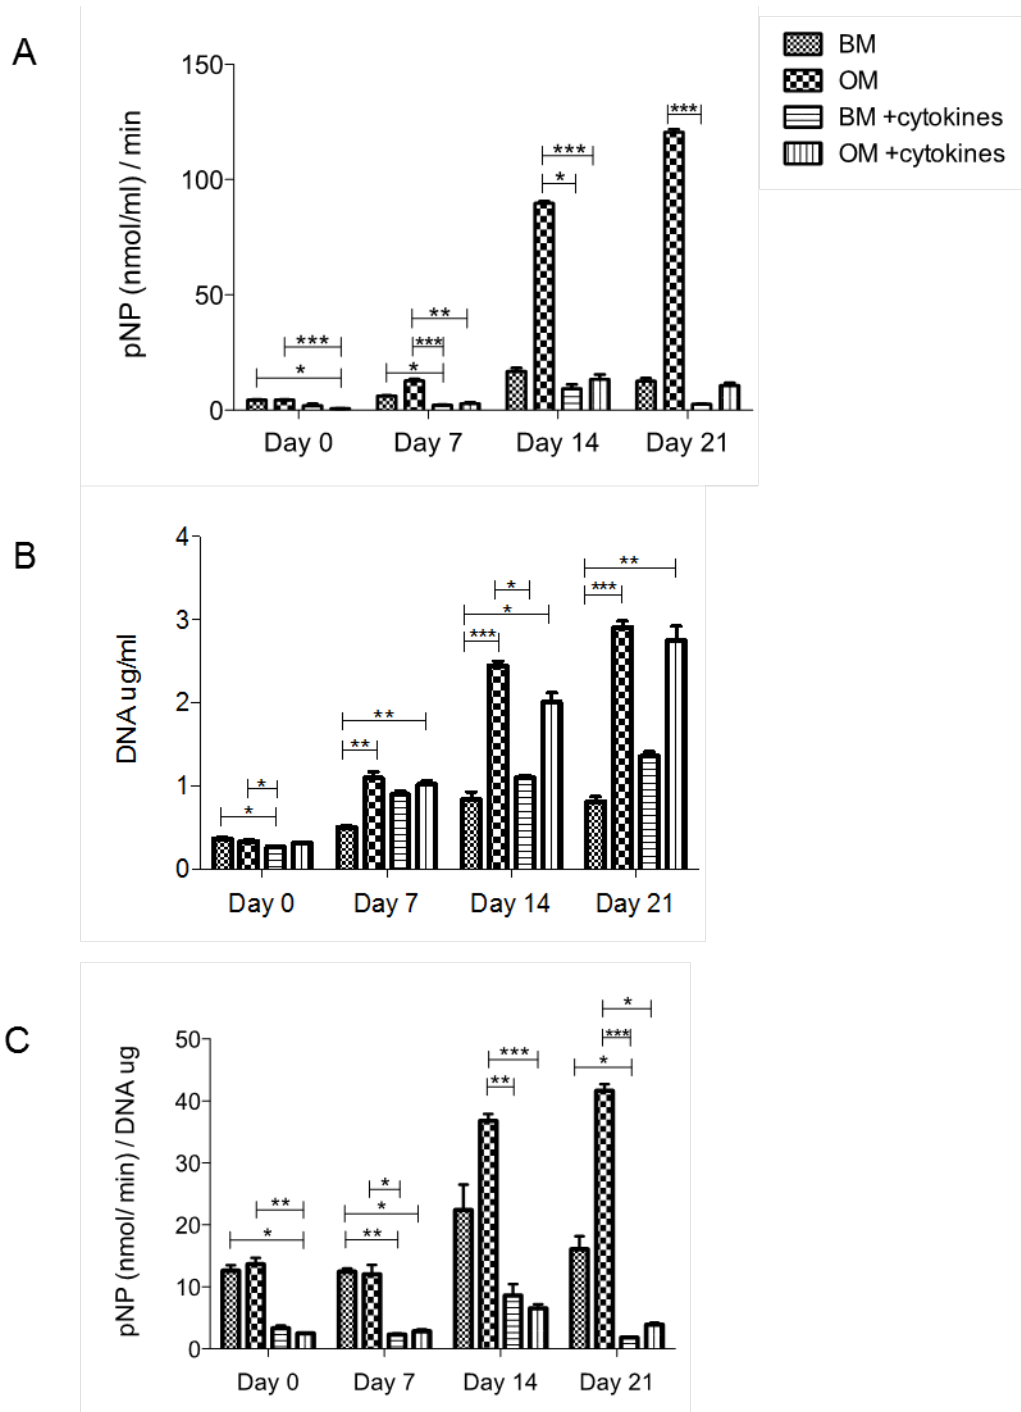 A
BM
OM
BM +cytokines
OM +cytokines
pNP (nmol/ml) / min
150
100
50
0
***
*
*
***
**
*
***
***
Day 0
Day 7
Day 14
Day 21
B
DNA ug/ml
4
3
2
1
0
*
*
**
**
*
*
***
**
***
Day 0
Day 7
Day 14
Day 21
C
pNP (nmol/ min) / DNA ug
50
40
30
20
10
0
**
*
*
*
**
***
**
*
***
*
Day 0
Day 7
Day 14
Day 21